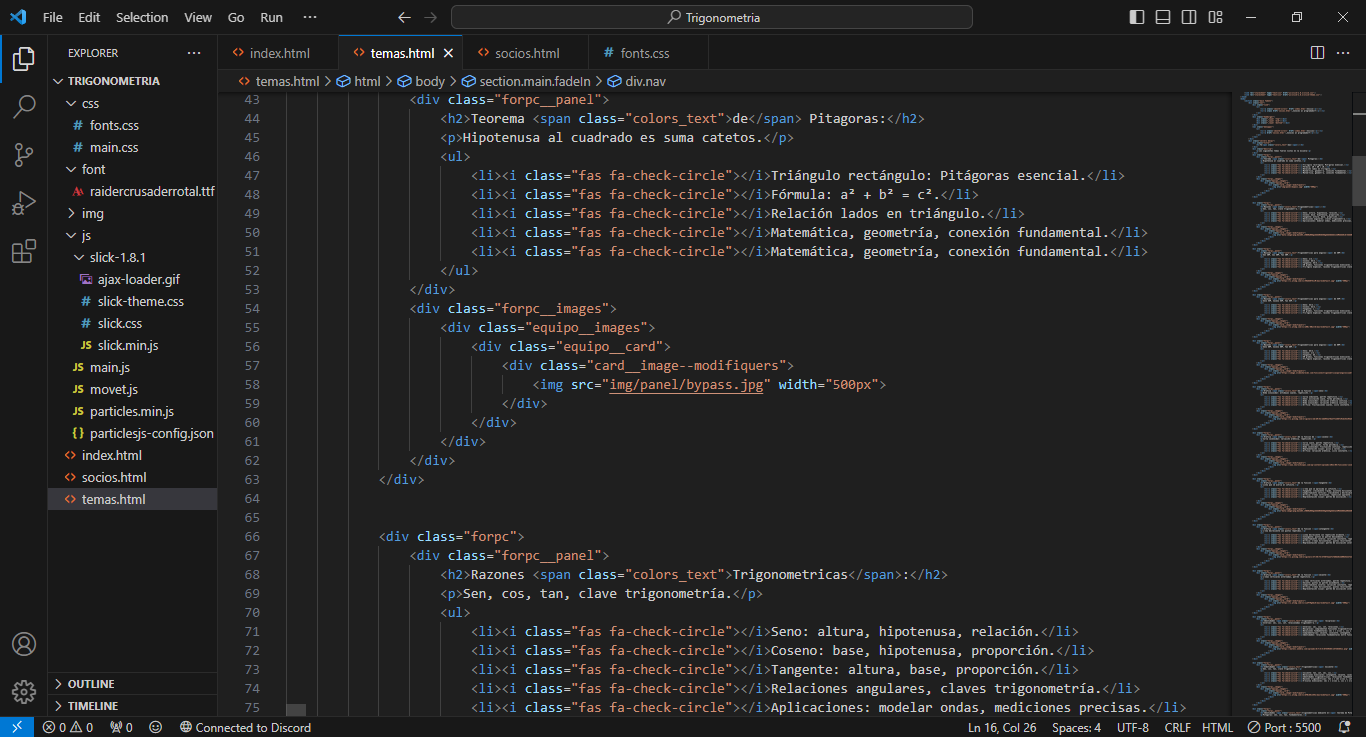 File Edit Selection View Go Run ··· Trigonometria
EXPLORER ···
TRIGONOMETRIA
css
# fonts.css
# main.css
font
raidercrusaderrotal.ttf
img
js
slick-1.8.1
ajax-loader.gif
# slick-theme.css
# slick.css
JS slick.min.js
JS main.js
JS movet.js
JS particles.min.js
{} particlesjs-config.json
<> index.html
<> socios.html
<> temas.html
OUTLINE
TIMELINE
<> index.html <> temas.html <> socios.html # fonts.css
<> temas.html > html > body > section.main.fadeIn > div.nav
43 <div class="forpc__panel">
44 <h2>Teorema <span class="colors_text">de</span> Pitagoras:</h2>
45 <p>Hipotenusa al cuadrado es suma catetos.</p>
46 <ul>
47 <li><i class="fas fa-check-circle"></i>Triángulo rectángulo: Pitágoras esencial.</li>
48 <li><i class="fas fa-check-circle"></i>Fórmula: a² + b² = c².</li>
49 <li><i class="fas fa-check-circle"></i>Relación lados en triángulo.</li>
50 <li><i class="fas fa-check-circle"></i>Matemática, geometría, conexión fundamental.</li>
51 <li><i class="fas fa-check-circle"></i>Matemática, geometría, conexión fundamental.</li>
52 </ul>
53 </div>
54 <div class="forpc__images">
55 <div class="equipo__images">
56 <div class="equipo__card">
57 <div class="card__image--modifiquers">
58 <img src="img/panel/bypass.jpg" width="500px">
59 </div>
60 </div>
61 </div>
62 </div>
63 </div>
64
65
66 <div class="forpc">
67 <div class="forpc__panel">
68 <h2>Razones <span class="colors_text">Trigonometricas</span>:</h2>
69 <p>Sen, cos, tan, clave trigonometría.</p>
70 <ul>
71 <li><i class="fas fa-check-circle"></i>Seno: altura, hipotenusa, relación.</li>
72 <li><i class="fas fa-check-circle"></i>Coseno: base, hipotenusa, proporción.</li>
73 <li><i class="fas fa-check-circle"></i>Tangente: altura, base, proporción.</li>
74 <li><i class="fas fa-check-circle"></i>Relaciones angulares, claves trigonometría.</li>
75 <li><i class="fas fa-check-circle"></i>Aplicaciones: modelar ondas, mediciones precisas.</li>
0 0 0 Connected to Discord Ln 16, Col 26 Spaces: 4 UTF-8 CRLF HTML Port : 5500